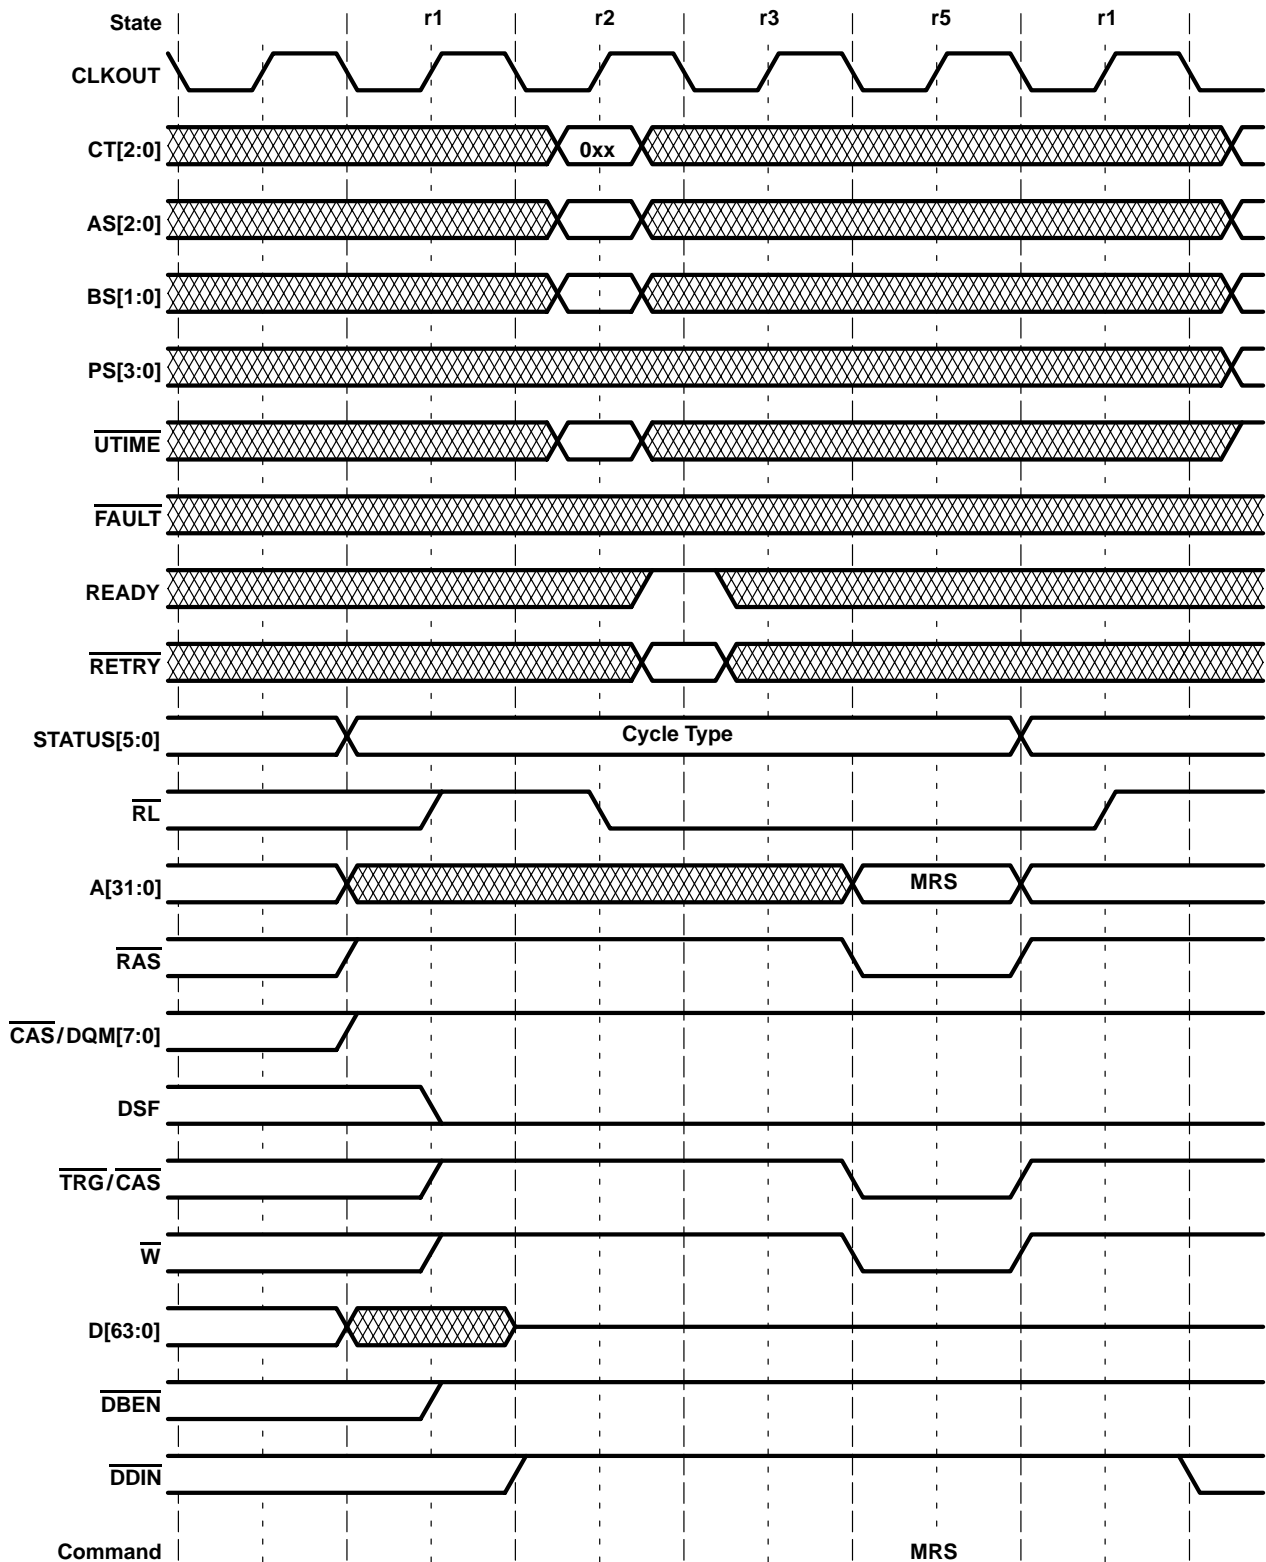 State r1 r2 r3 r5 r1
CLKOUT
CT[2:0] 0xx
AS[2:0]
BS[1:0]
PS[3:0]
UTIME
FAULT
READY
RETRY
STATUS[5:0] Cycle Type
RL
A[31:0] MRS
RAS
CAS/DQM[7:0]
DSF
TRG/CAS
W
D[63:0]
DBEN
DDIN
Command MRS